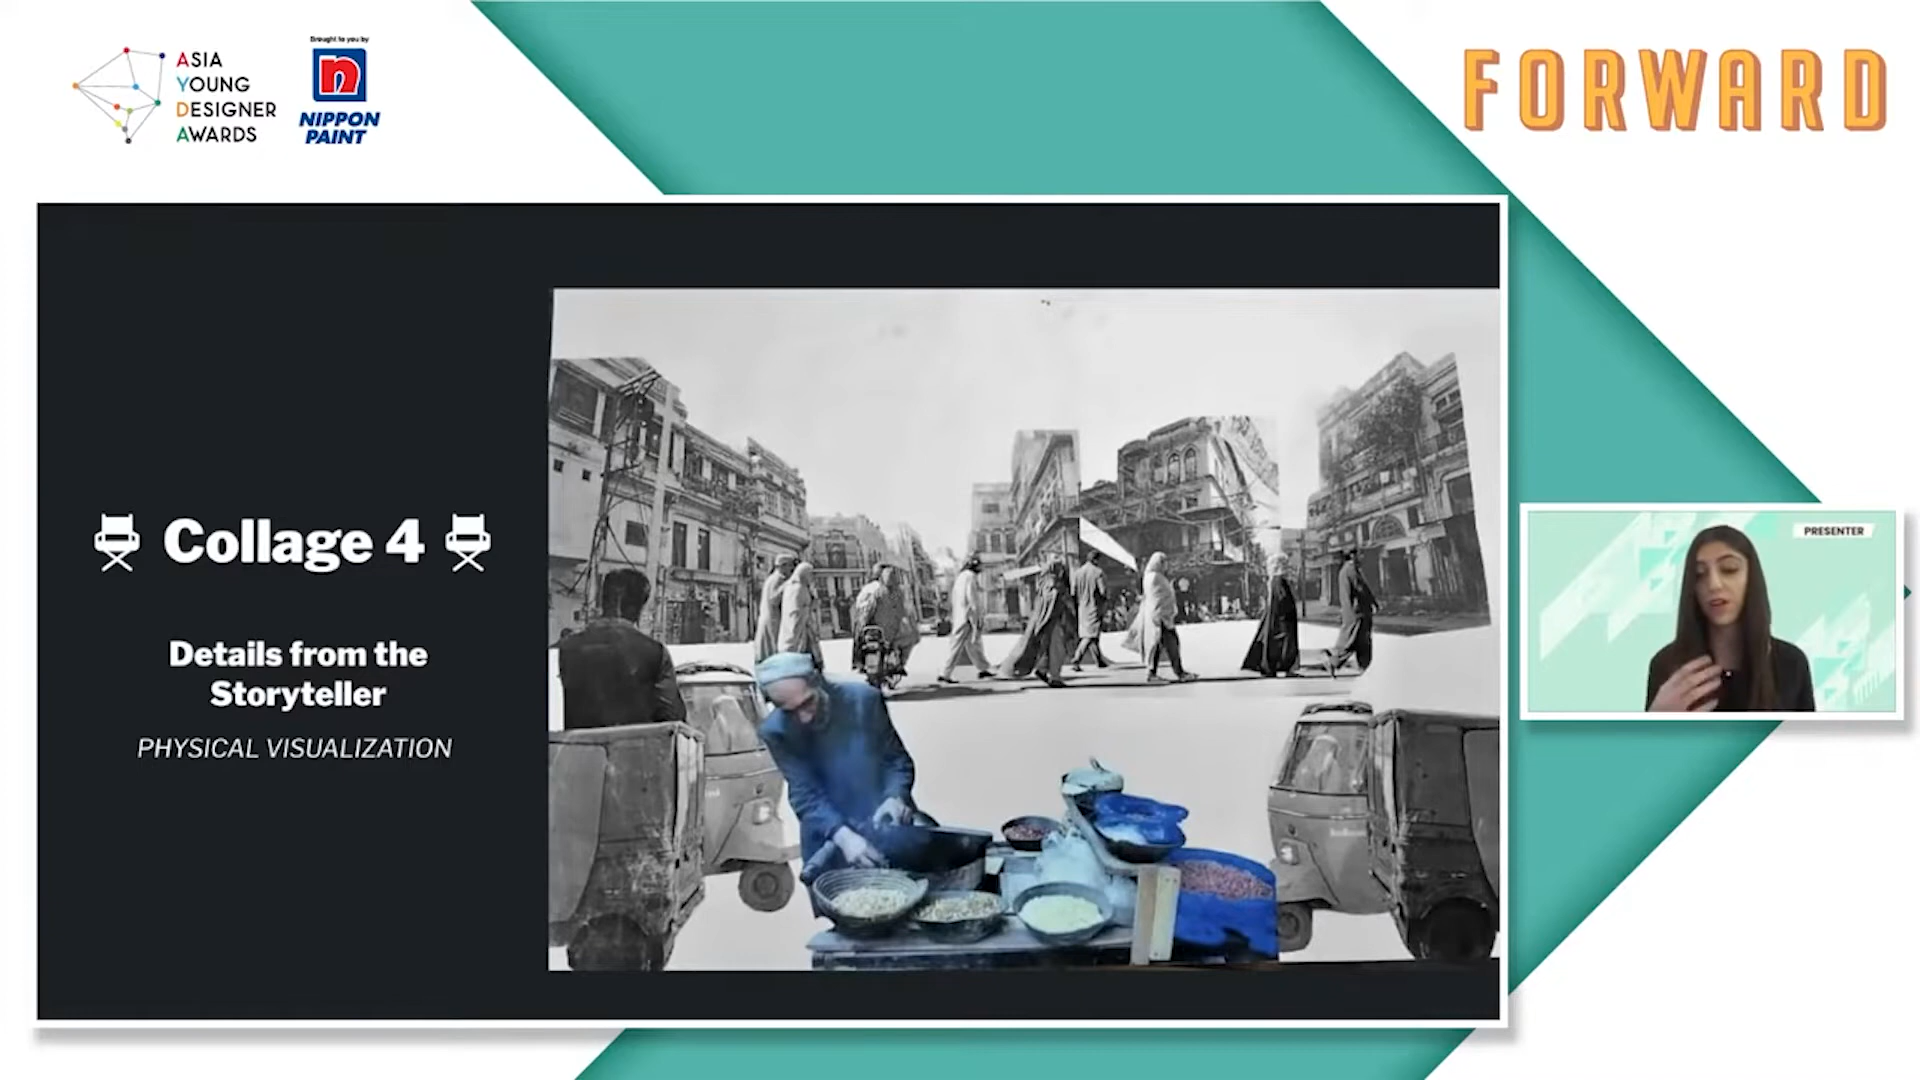 ASIA
YOUNG
DESIGNER
AWARDS
Brought to you by
n
NIPPON
PAINT
FORWARD
Collage 4
Details from the
Storyteller
PHYSICAL VISUALIZATION
PRESENTER